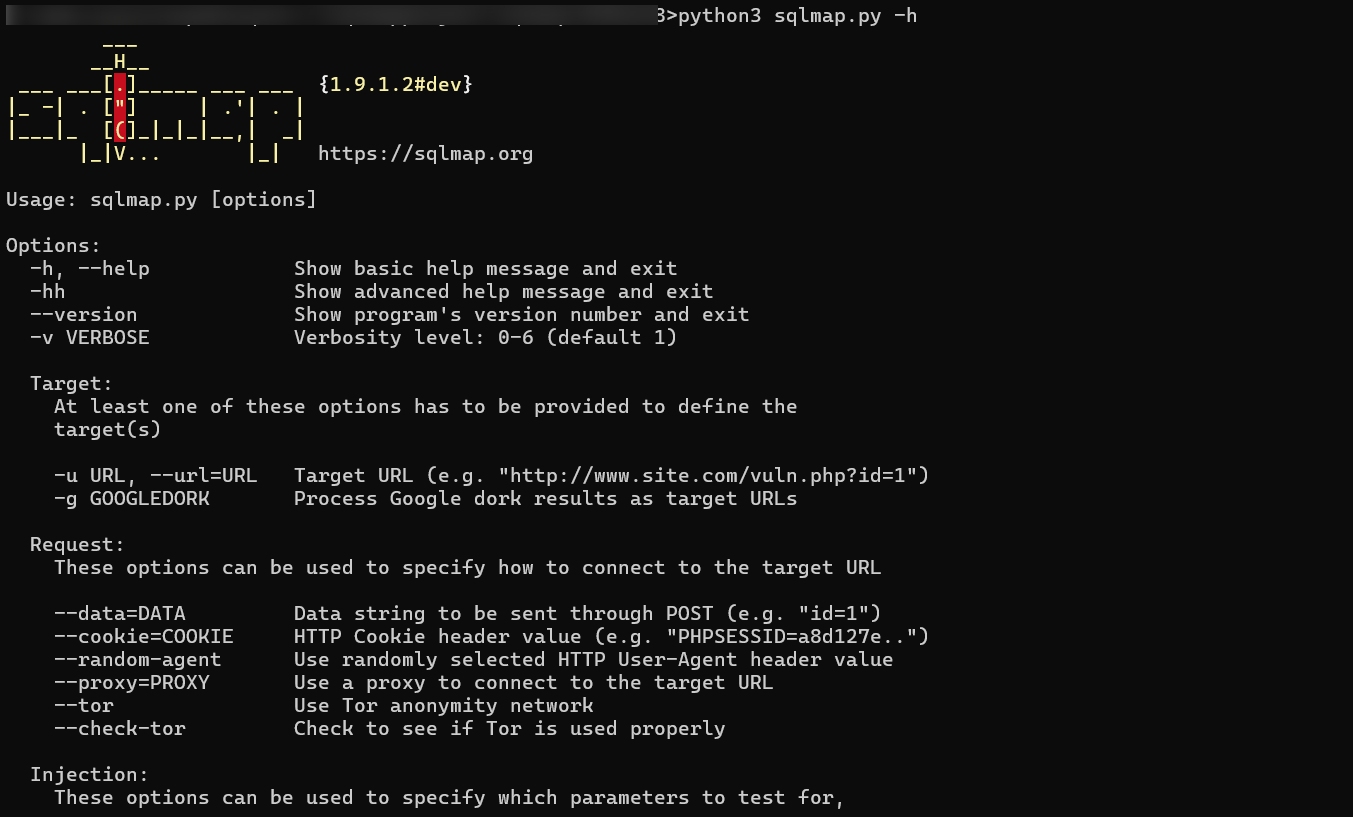 3>python3 sqlmap.py -h
        ___
       __H__
 ___ ___[.]_____ ___ ___  {1.9.1.2#dev}
|_ -| . ["]     | .'| . |
|___|_  [(]_|_|_|__,|  _|
      |_|V...       |_|   https://sqlmap.org
Usage: sqlmap.py [options]
Options:
  -h, --help            Show basic help message and exit
  -hh                   Show advanced help message and exit
  --version             Show program's version number and exit
  -v VERBOSE            Verbosity level: 0-6 (default 1)
  Target:
    At least one of these options has to be provided to define the
    target(s)
    -u URL, --url=URL   Target URL (e.g. "http://www.site.com/vuln.php?id=1")
    -g GOOGLEDORK       Process Google dork results as target URLs
  Request:
    These options can be used to specify how to connect to the target URL
    --data=DATA         Data string to be sent through POST (e.g. "id=1")
    --cookie=COOKIE     HTTP Cookie header value (e.g. "PHPSESSID=a8d127e..")
    --random-agent      Use randomly selected HTTP User-Agent header value
    --proxy=PROXY       Use a proxy to connect to the target URL
    --tor               Use Tor anonymity network
    --check-tor         Check to see if Tor is used properly
  Injection:
    These options can be used to specify which parameters to test for,